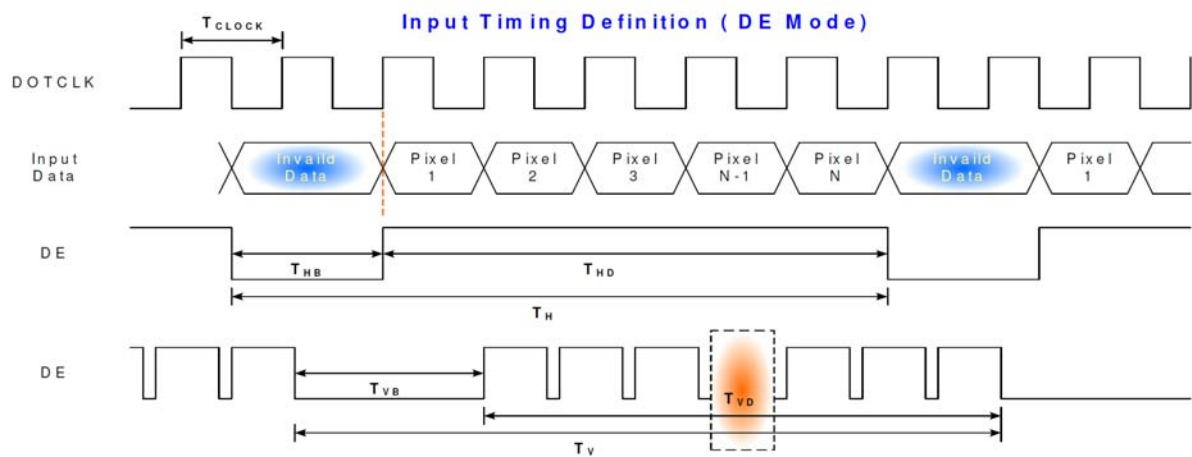 Input Timing Definition ( DE Mode)
TCLOCK
DOTCLK
Input
Data
Invaild
Data
Pixel
1
Pixel
2
Pixel
3
Pixel
N-1
Pixel
N
Invaild
Data
Pixel
1
DE
THB
THD
TH
DE
TVB
TVD
TV